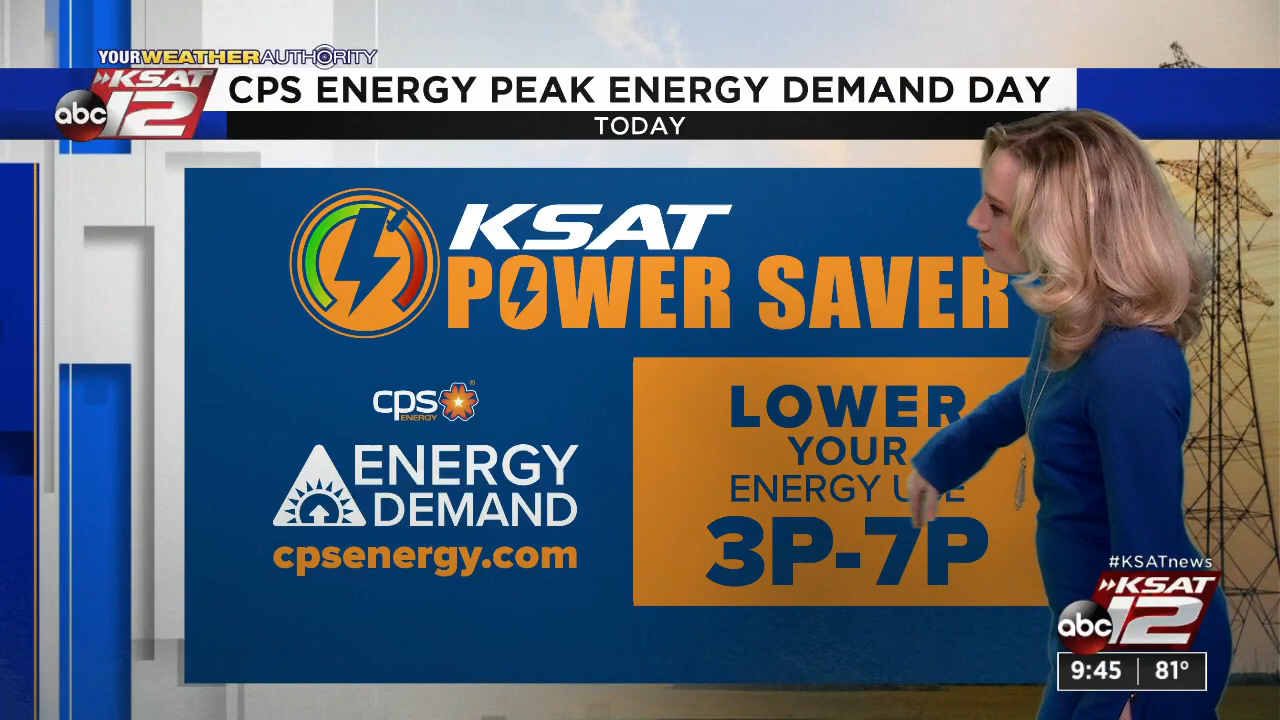 YOURWEATHERAUTHORITY
KSAT
abc 12
CPS ENERGY PEAK ENERGY DEMAND DAY
TODAY
KSAT
POWER SAVER
cps
ENERGY
ENERGY
DEMAND
cpsenergy.com
LOWER
YOUR
ENERGY USE
3P-7P
#KSATnews
KSAT
abc 12
9:45 81°